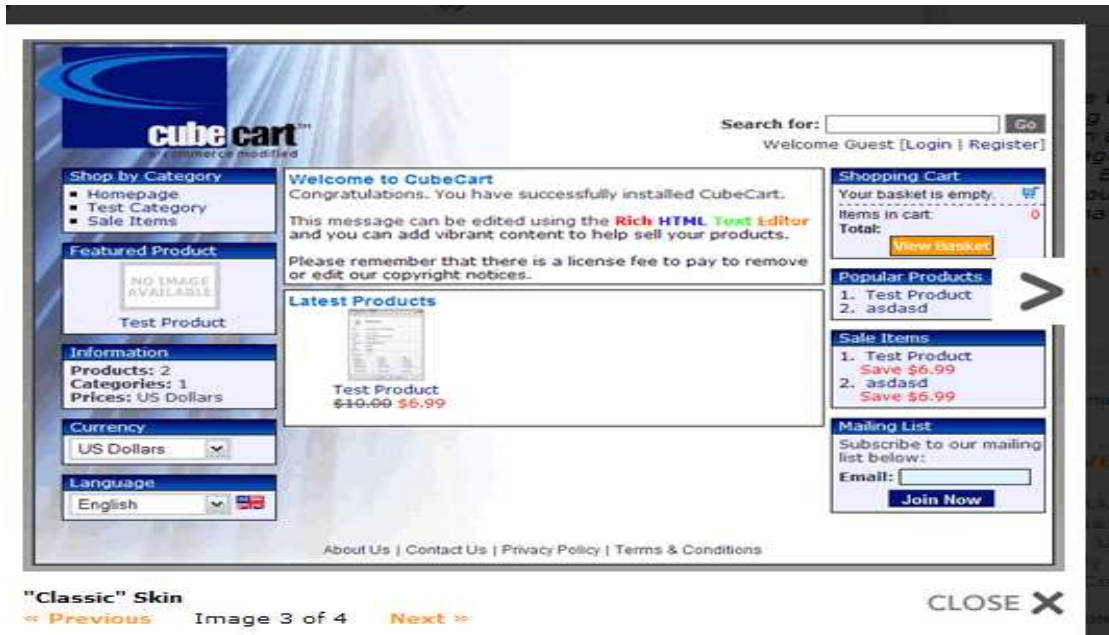 cube cart™
e-commerce modified
Search for:
Go
Welcome Guest [Login | Register]
Shop by Category
Homepage
Test Category
Sale Items
Featured Product
NO IMAGE
AVAILABLE
Test Product
Information
Products: 2
Categories: 1
Prices: US Dollars
Currency
US Dollars
Language
English
Welcome to CubeCart
Congratulations. You have successfully installed CubeCart.
This message can be edited using the Rich HTML Text Editor
and you can add vibrant content to help sell your products.
Please remember that there is a license fee to pay to remove
or edit our copyright notices.
Latest Products
Test Product
$10.00 $6.99
Shopping Cart
Your basket is empty.
Items in cart: 0
Total:
View Basket
Popular Products
1. Test Product
2. asdasd
Sale Items
1. Test Product
Save $6.99
2. asdasd
Save $6.99
Mailing List
Subscribe to our mailing
list below:
Email:
Join Now
About Us | Contact Us | Privacy Policy | Terms & Conditions
"Classic" Skin
« Previous Image 3 of 4 Next »
CLOSE